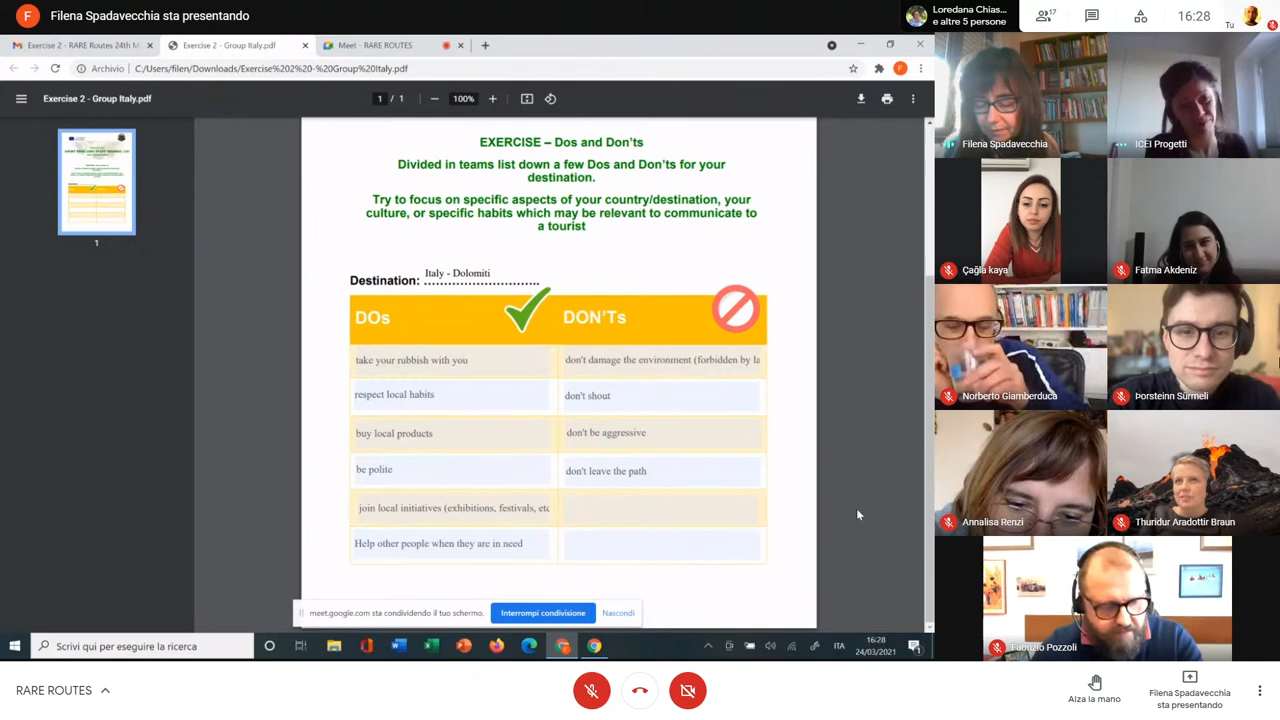 F Filena Spadavecchia sta presentando
Loredana Chias...
e altre 5 persone
17
16:28
Tu
Exercise 2 - RARE Routes 24th M
Exercise 2 - Group Italy.pdf
Meet - RARE ROUTES
Archivio
C:/Users/filen/Downloads/Exercise%202%20-%20Group%20Italy.pdf
F
Exercise 2 - Group Italy.pdf
1 / 1
100%
1
EXERCISE – Dos and Don'ts
Divided in teams list down a few Dos and Don'ts for your
destination.
Try to focus on specific aspects of your country/destination, your
culture, or specific habits which may be relevant to communicate to
a tourist
Italy - Dolomiti
Destination: ................................
DOs
DON'Ts
take your rubbish with you
don't damage the environment (forbidden by la
respect local habits
don't shout
buy local products
don't be aggressive
be polite
don't leave the path
join local initiatives (exhibitions, festivals, etc
Help other people when they are in need
meet.google.com sta condividendo il tuo schermo.
Interrompi condivisione
Nascondi
Scrivi qui per eseguire la ricerca
ITA
16:28
24/03/2021
1
Filena Spadavecchia
ICEI Progetti
Çağla kaya
Fatma Akdeniz
Norberto Giamberduca
Þorsteinn Sürmeli
Annalisa Renzi
Thuridur Aradottir Braun
Fabrizio Pozzoli
RARE ROUTES
Alza la mano
Filena Spadavecchia
sta presentando